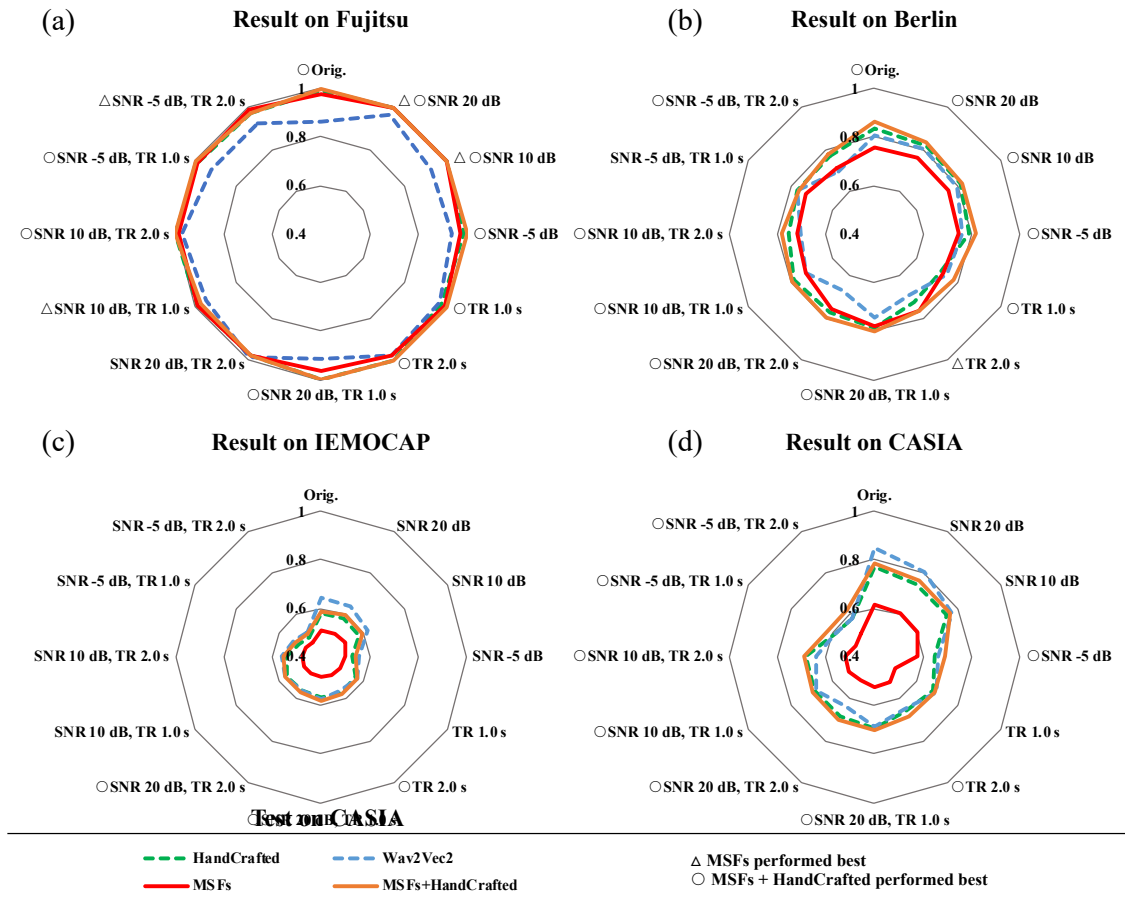 (a) Result on Fujitsu
(b) Result on Berlin
○Orig.
1
△SNR -5 dB, TR 2.0 s
△○SNR 20 dB
○SNR -5 dB, TR 1.0 s
0.8
△○SNR 10 dB
0.6
○SNR 10 dB, TR 2.0 s
0.4
○SNR -5 dB
△SNR 10 dB, TR 1.0 s
○TR 1.0 s
SNR 20 dB, TR 2.0 s
○TR 2.0 s
○SNR 20 dB, TR 1.0 s
○Orig.
1
○SNR -5 dB, TR 2.0 s
○SNR 20 dB
SNR -5 dB, TR 1.0 s
0.8
○SNR 10 dB
0.6
○SNR 10 dB, TR 2.0 s
0.4
○SNR -5 dB
○SNR 10 dB, TR 1.0 s
○TR 1.0 s
○SNR 20 dB, TR 2.0 s
△TR 2.0 s
○SNR 20 dB, TR 1.0 s
(c) Result on IEMOCAP
(d) Result on CASIA
Orig.
1
SNR -5 dB, TR 2.0 s
SNR 20 dB
SNR -5 dB, TR 1.0 s
0.8
SNR 10 dB
0.6
SNR 10 dB, TR 2.0 s
0.4
SNR -5 dB
SNR 10 dB, TR 1.0 s
TR 1.0 s
○SNR 20 dB, TR 2.0 s
○TR 2.0 s
○SNR 20 dB, TR 1.0 s
Test on CASIA
Orig.
1
○SNR -5 dB, TR 2.0 s
SNR 20 dB
○SNR -5 dB, TR 1.0 s
0.8
SNR 10 dB
0.6
○SNR 10 dB, TR 2.0 s
0.4
○SNR -5 dB
○SNR 10 dB, TR 1.0 s
TR 1.0 s
○SNR 20 dB, TR 2.0 s
○TR 2.0 s
○SNR 20 dB, TR 1.0 s
HandCrafted
Wav2Vec2
△ MSFs performed best
MSFs
MSFs+HandCrafted
○ MSFs + HandCrafted performed best